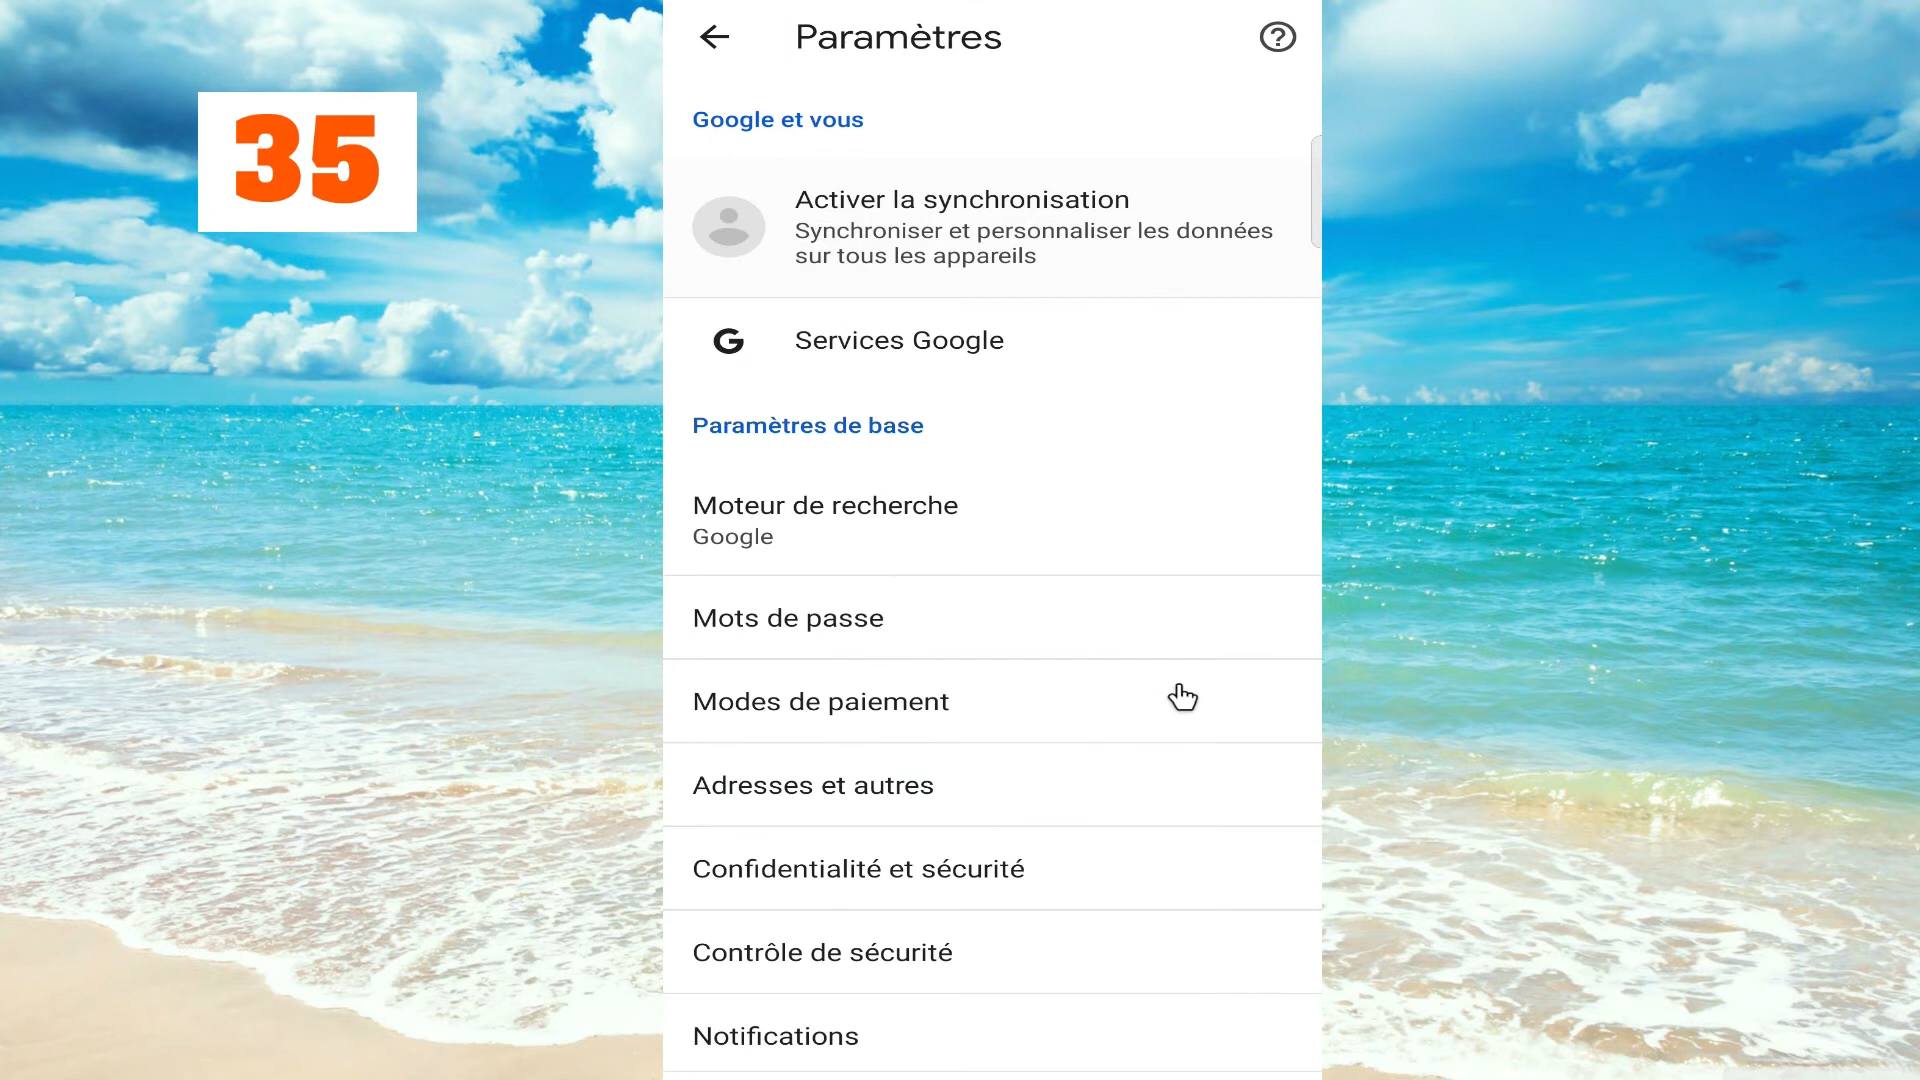 35
Paramètres
Google et vous
Activer la synchronisation
Synchroniser et personnaliser les données
sur tous les appareils
Services Google
Paramètres de base
Moteur de recherche
Google
Mots de passe
Modes de paiement
Adresses et autres
Confidentialité et sécurité
Contrôle de sécurité
Notifications